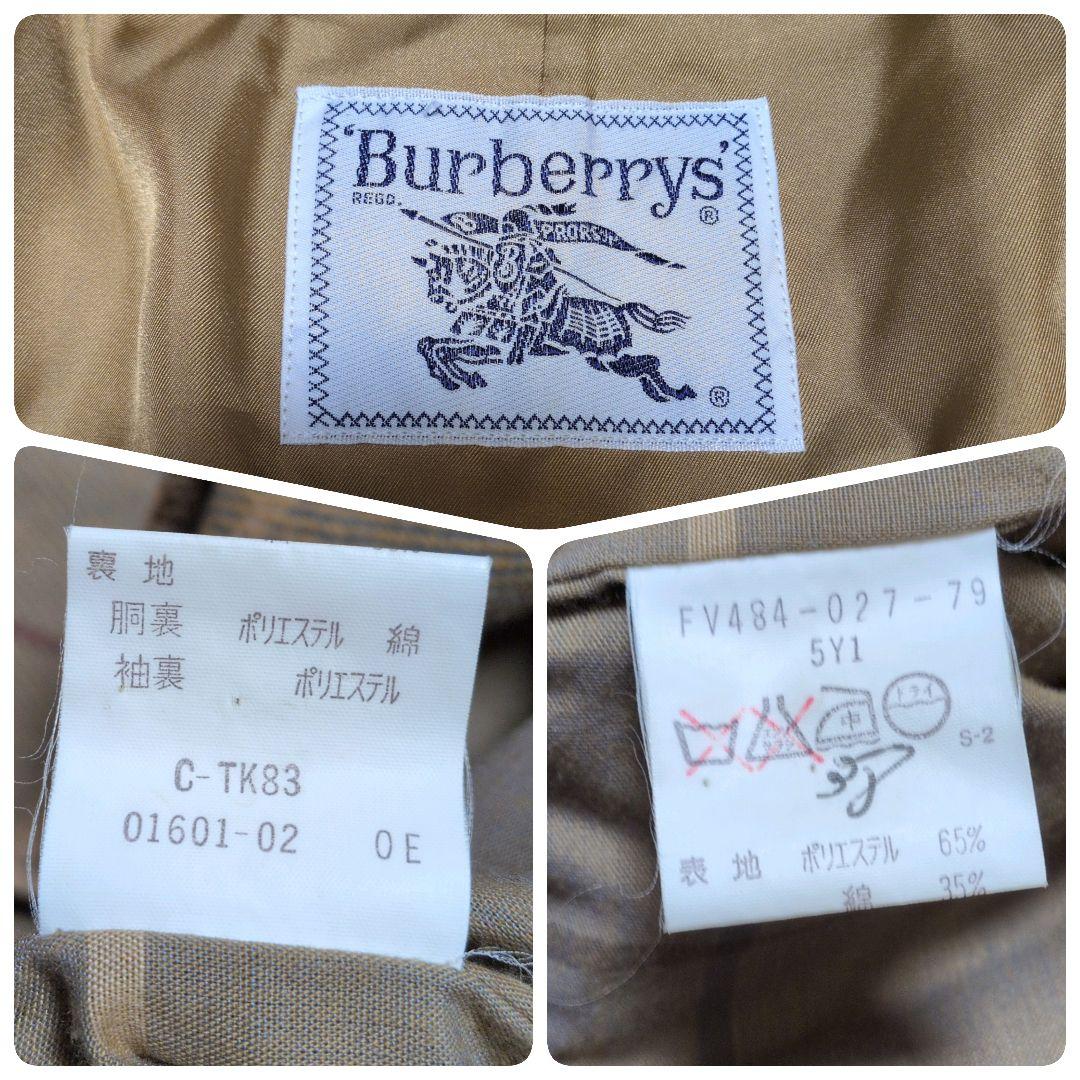 'Burberrys'
REGD.
®
PRORSUM
®
裏地
胴裏 ポリエステル 綿
袖裏 ポリエステル
C-TK83
01601-02 OE
FV484-027-79
5Y1
中 ドライ
S-2
表地 ポリエステル 65%
綿 35%